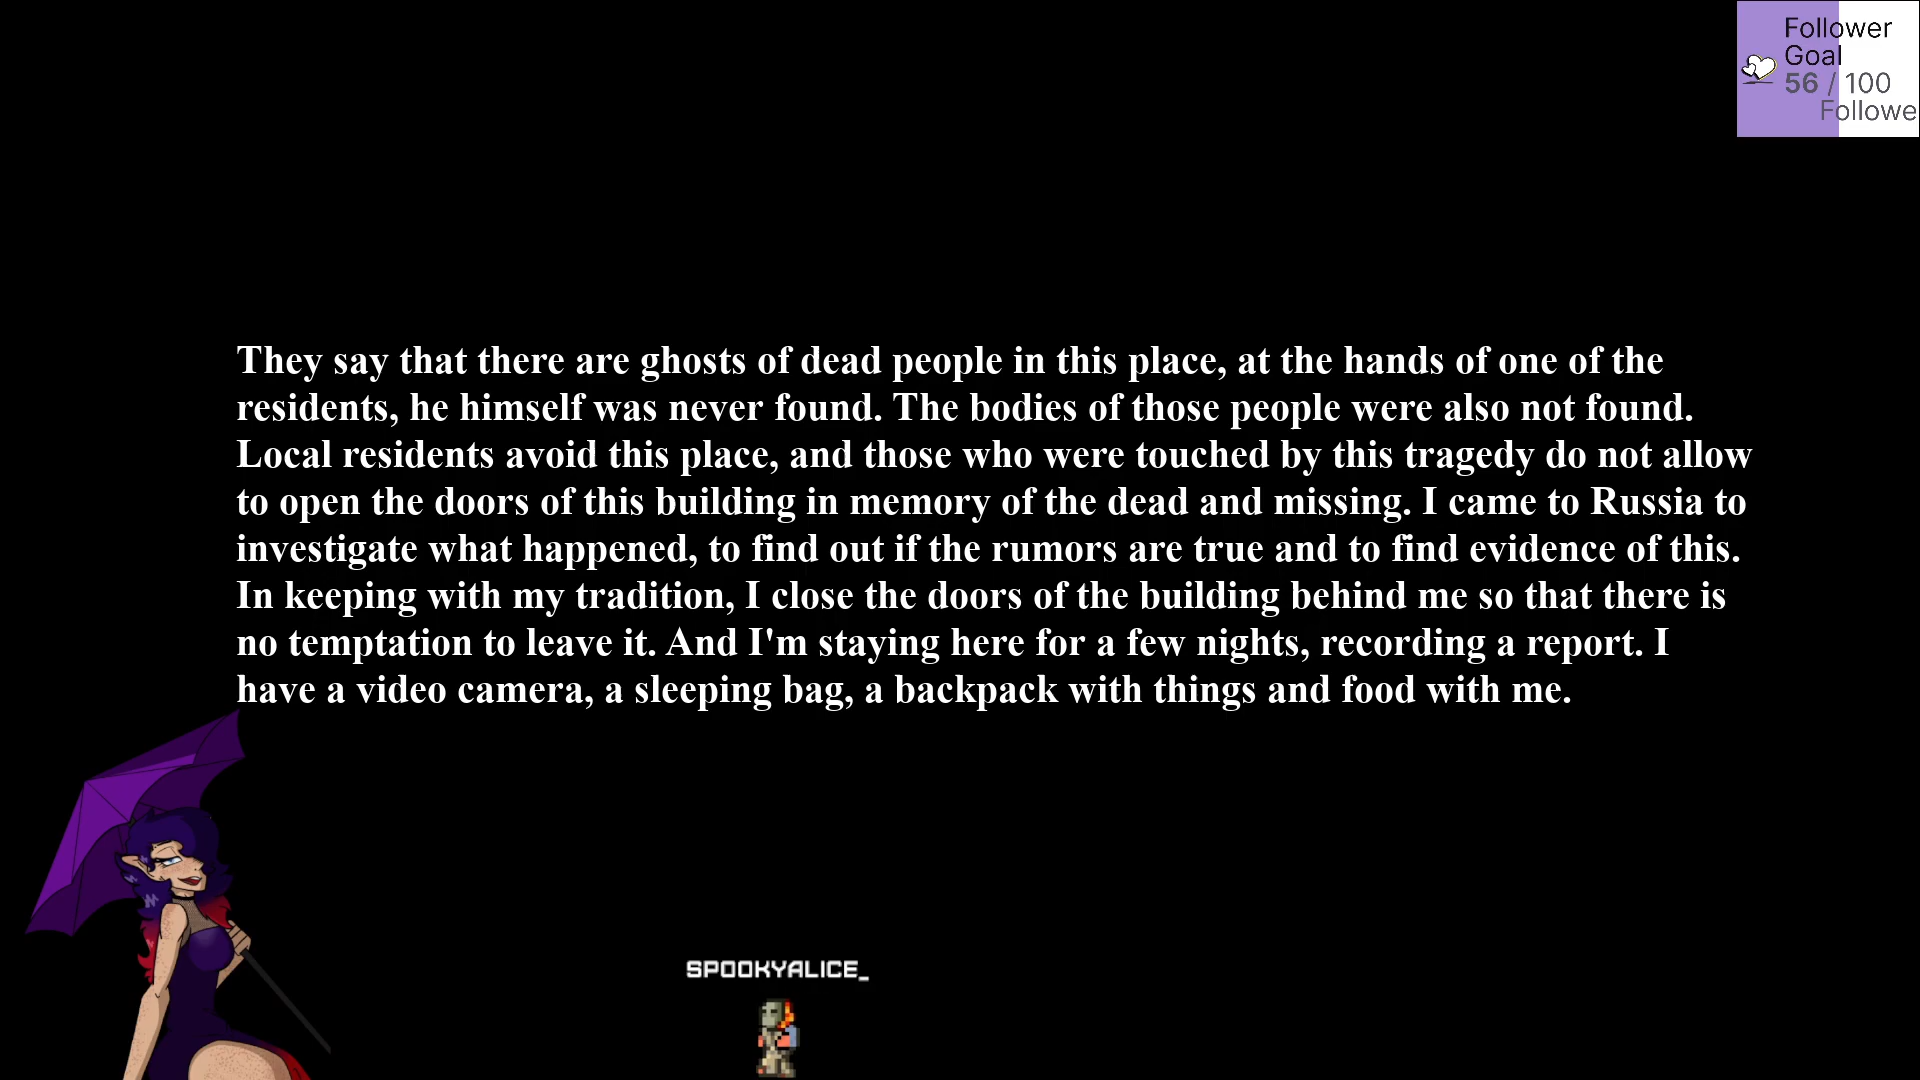 Follower
Goal
56 / 100
Followe
They say that there are ghosts of dead people in this place, at the hands of one of the
residents, he himself was never found. The bodies of those people were also not found.
Local residents avoid this place, and those who were touched by this tragedy do not allow
to open the doors of this building in memory of the dead and missing. I came to Russia to
investigate what happened, to find out if the rumors are true and to find evidence of this.
In keeping with my tradition, I close the doors of the building behind me so that there is
no temptation to leave it. And I'm staying here for a few nights, recording a report. I
have a video camera, a sleeping bag, a backpack with things and food with me.
SPOOKYALICE_